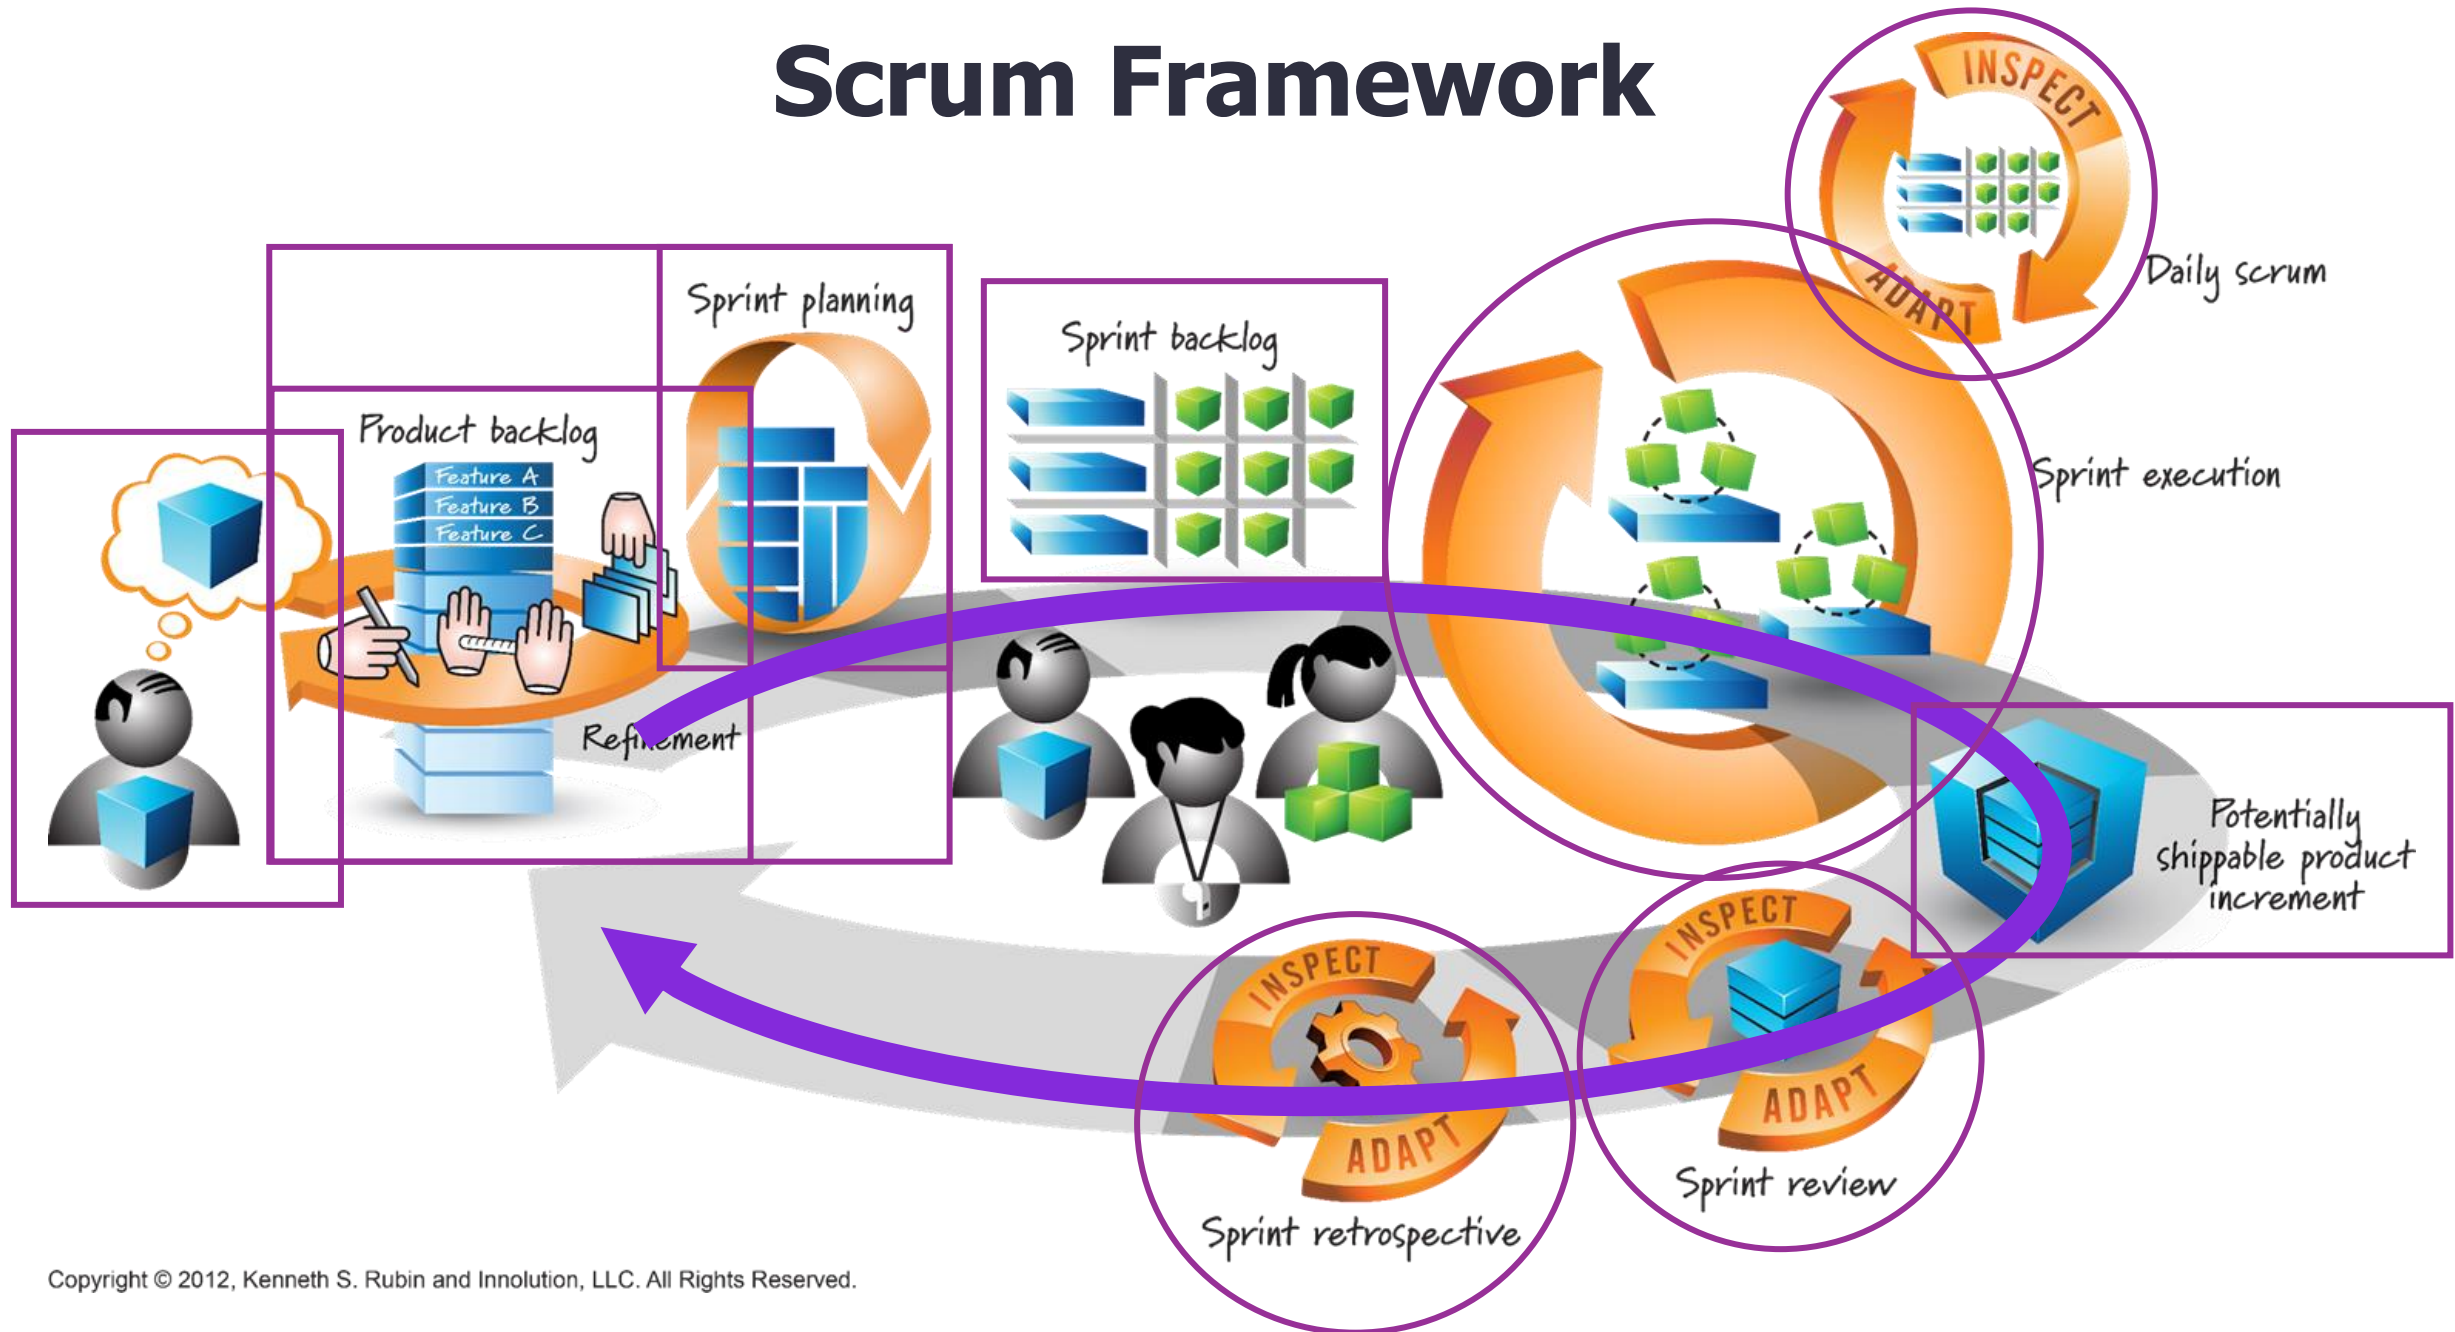 Scrum Framework
INSPECT
ADAPT
Daily scrum
Sprint planning
Sprint backlog
Product backlog
Feature A
Feature B
Feature C
Sprint execution
Refinement
Potentially
shippable product
increment
INSPECT
ADAPT
Sprint review
INSPECT
ADAPT
Sprint retrospective
Copyright © 2012, Kenneth S. Rubin and Innolution, LLC. All Rights Reserved.